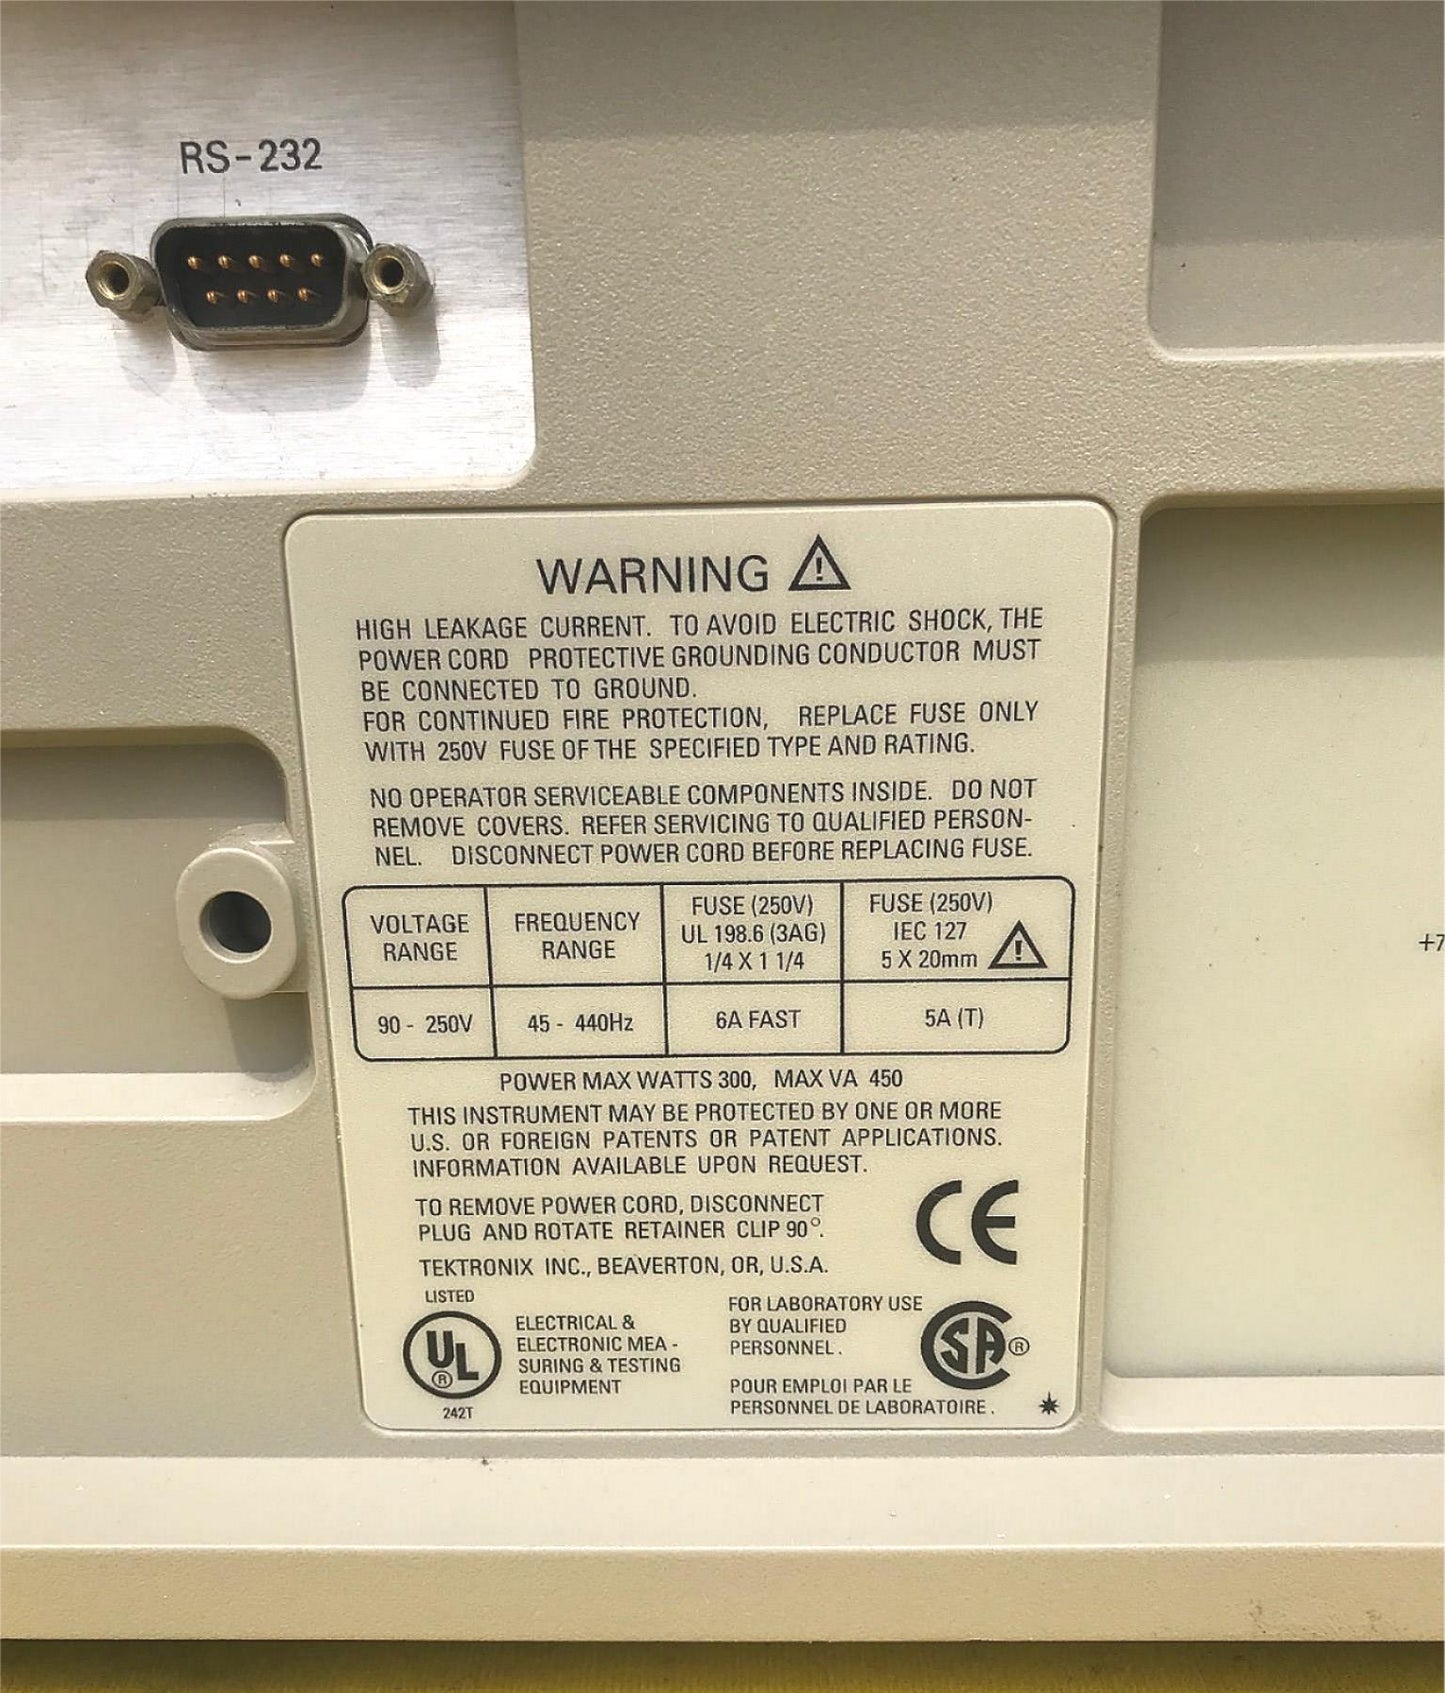 RS-232
WARNING
HIGH LEAKAGE CURRENT. TO AVOID ELECTRIC SHOCK, THE
POWER CORD PROTECTIVE GROUNDING CONDUCTOR MUST
BE CONNECTED TO GROUND.
FOR CONTINUED FIRE PROTECTION, REPLACE FUSE ONLY
WITH 250V FUSE OF THE SPECIFIED TYPE AND RATING.
NO OPERATOR SERVICEABLE COMPONENTS INSIDE. DO NOT
REMOVE COVERS. REFER SERVICING TO QUALIFIED PERSON-
NEL. DISCONNECT POWER CORD BEFORE REPLACING FUSE.
VOLTAGE
RANGE
FREQUENCY
RANGE
FUSE (250V)
UL 198.6 (3AG)
1/4 X 1 1/4
FUSE (250V)
IEC 127
5 X 20mm
90 - 250V
45 - 440Hz
6A FAST
5A (T)
POWER MAX WATTS 300, MAX VA 450
THIS INSTRUMENT MAY BE PROTECTED BY ONE OR MORE
U.S. OR FOREIGN PATENTS OR PATENT APPLICATIONS.
INFORMATION AVAILABLE UPON REQUEST.
TO REMOVE POWER CORD, DISCONNECT
PLUG AND ROTATE RETAINER CLIP 90°.
CE
TEKTRONIX INC., BEAVERTON, OR, U.S.A.
LISTED
UL®
242T
ELECTRICAL &
ELECTRONIC MEA -
SURING & TESTING
EQUIPMENT
FOR LABORATORY USE
BY QUALIFIED
PERSONNEL.
POUR EMPLOI PAR LE
PERSONNEL DE LABORATOIRE.
SA®
+7